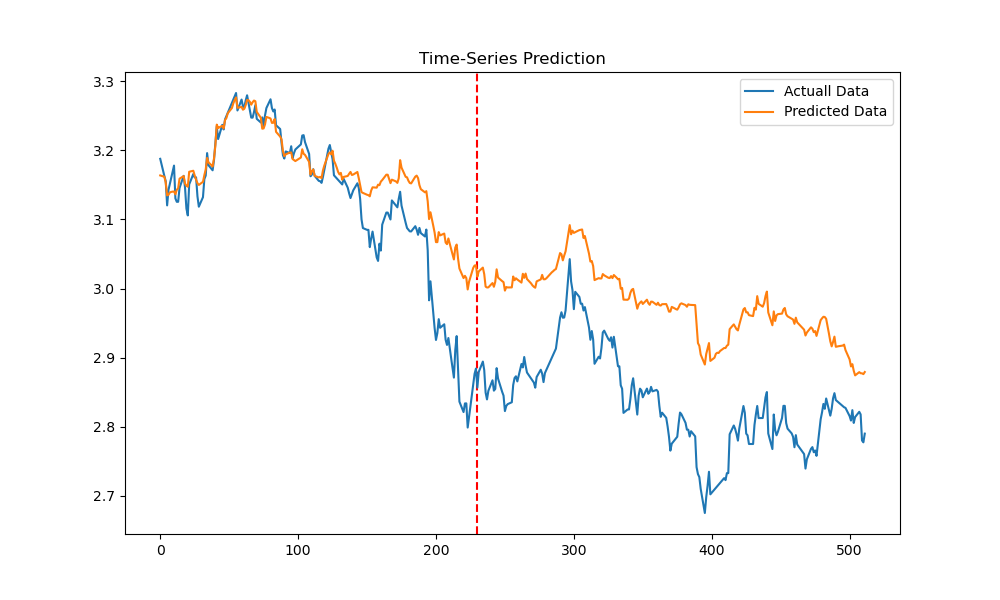 Time-Series Prediction
Actuall Data
Predicted Data
3.3
3.2
3.1
3.0
2.9
2.8
2.7
0 100 200 300 400 500